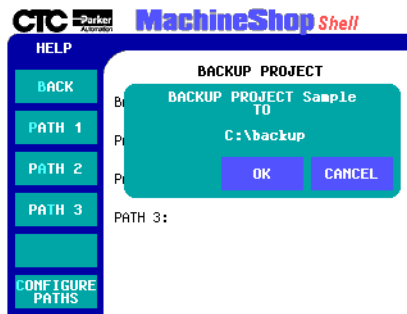 CTC Parker
Automation
MachineShop Shell
HELP
BACKUP PROJECT
BACK
BACKUP PROJECT Sample
TO
C:\backup
PATH 1
PATH 2
OK
CANCEL
PATH 3
PATH 3:
CONFIGURE
PATHS